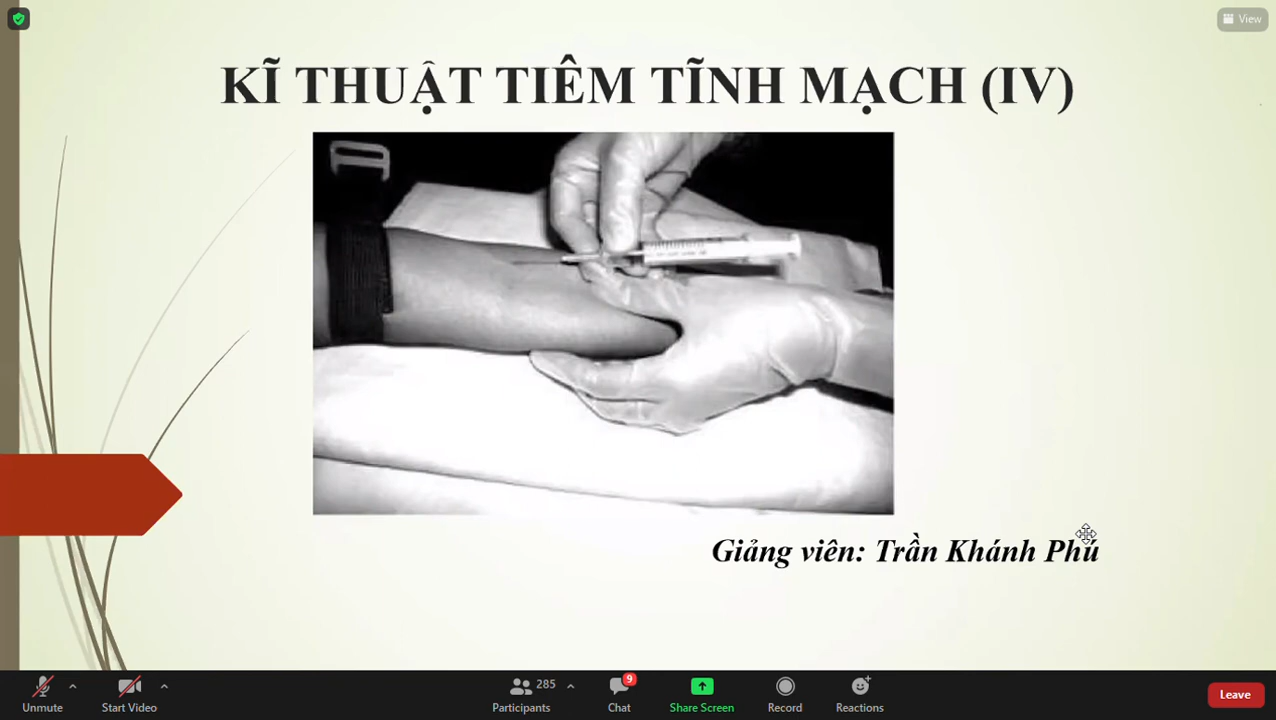 View
KĨ THUẬT TIÊM TĨNH MẠCH (IV)
Giảng viên: Trần Khánh Phú
Unmute
Start Video
285
Participants
9
Chat
Share Screen
Record
Reactions
Leave